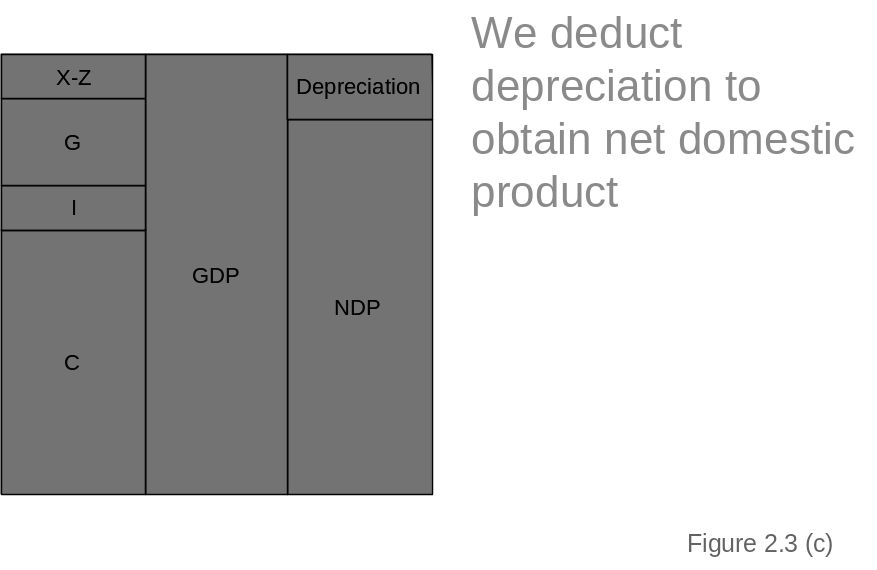 X-Z
G
I
C
GDP
Depreciation
NDP
We deduct
depreciation to
obtain net domestic
product
Figure 2.3 (c)